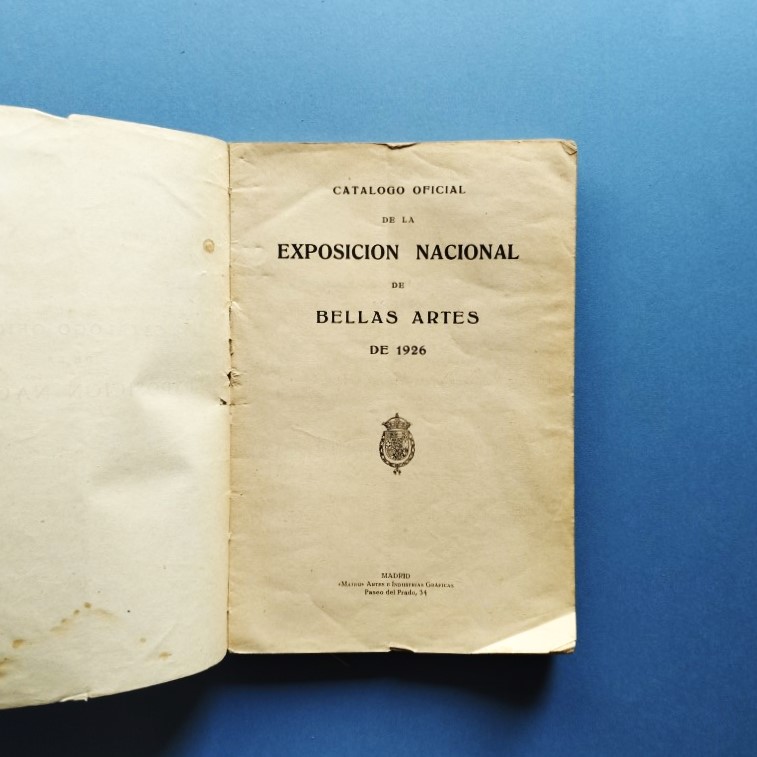 CATALOGO OFICIAL
DE LA
EXPOSICION NACIONAL
DE
BELLAS ARTES
DE 1926
MADRID
«MATEU» ARTES E INDUSTRIAS GRÁFICAS
Paseo del Prado, 34